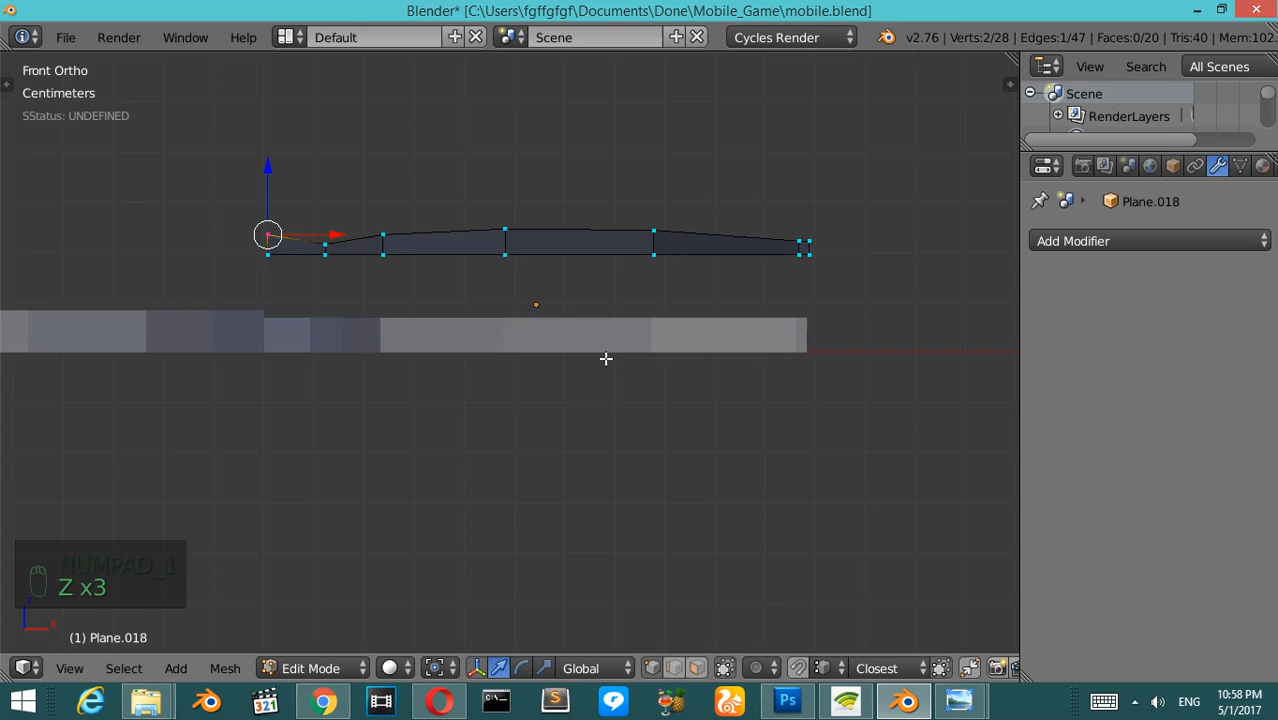 Blender* [C:\Users\fgffgfgf\Documents\Done\Mobile_Game\mobile.blend]
File Render Window Help Default Scene Cycles Render v2.76 | Verts:2/28 | Edges:1/47 | Faces:0/20 | Tris:40 | Mem:102.
Front Ortho
Centimeters
SStatus: UNDEFINED
View Search All Scenes
Scene
RenderLayers
Plane.018
Add Modifier
NUMPAD_1
Z x3
z
x
(1) Plane.018
View Select Add Mesh Edit Mode Global Closest
321 Ps ENG
10:58 PM
5/1/2017